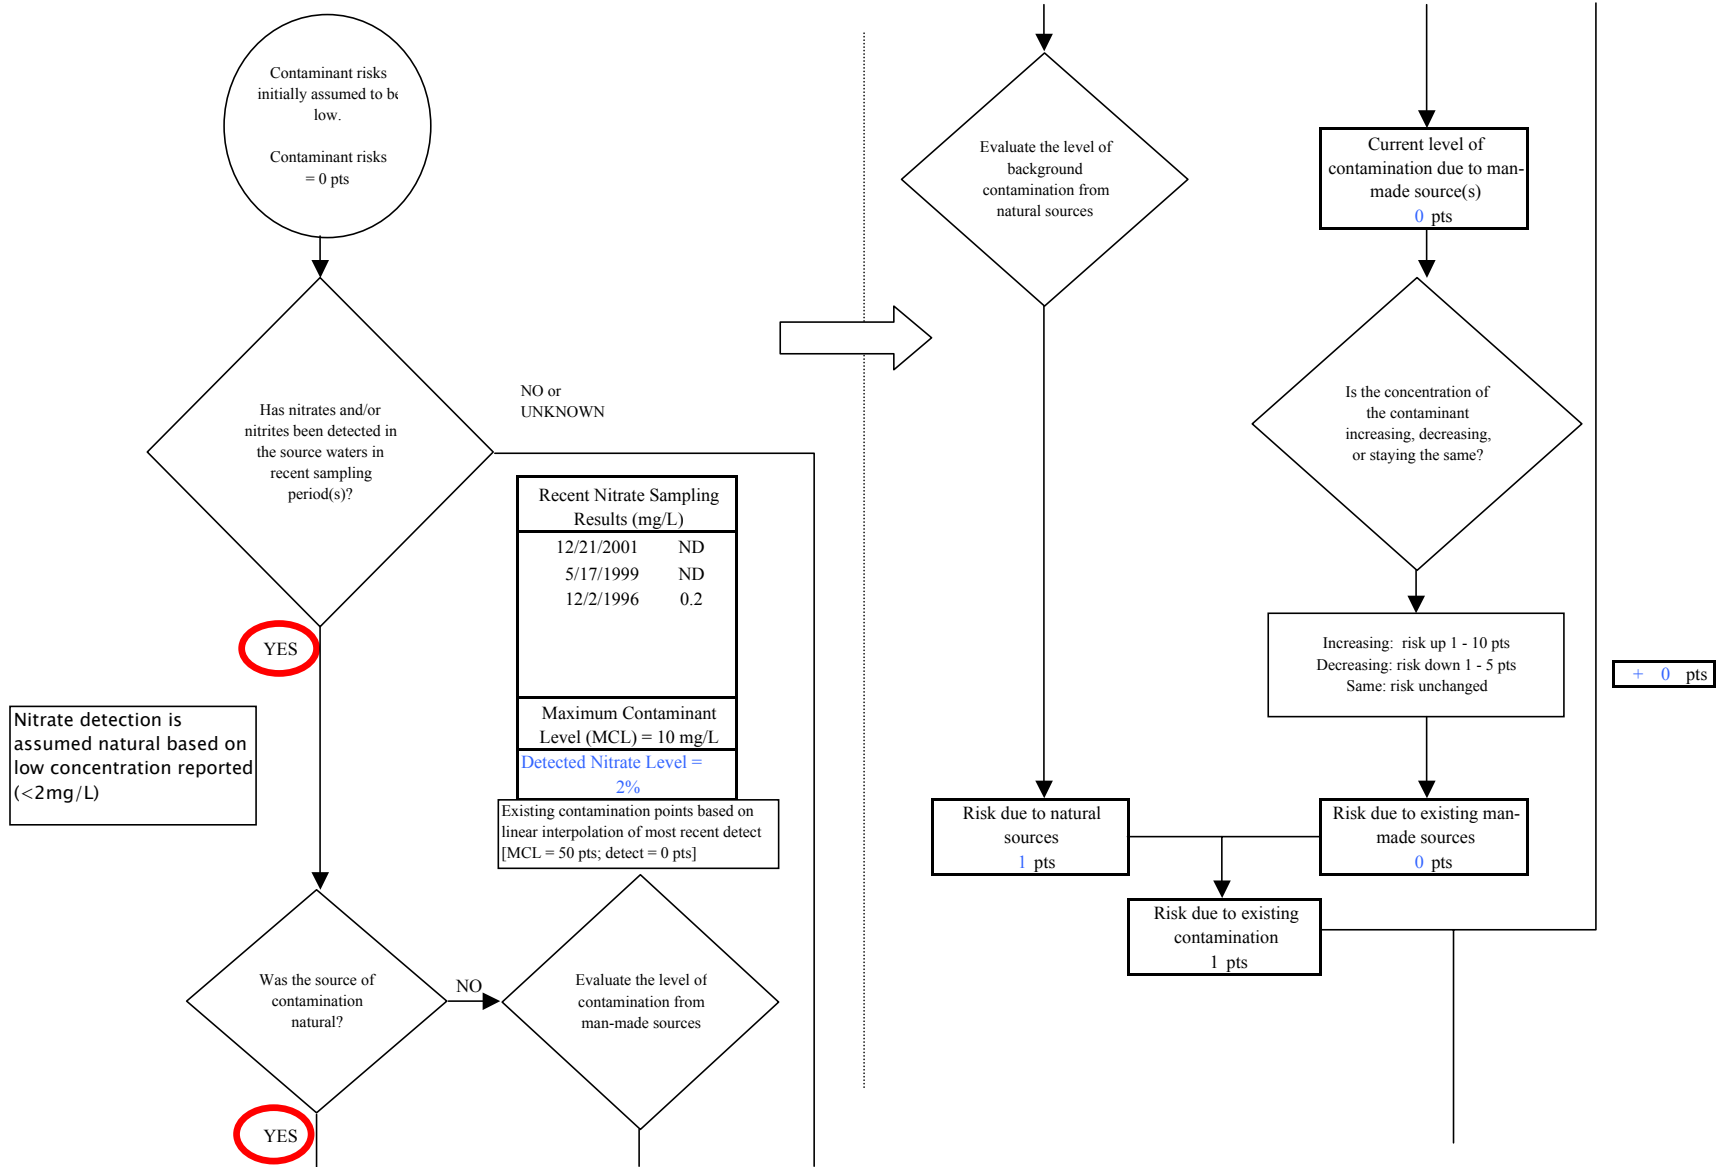 Contaminant risks
initially assumed to be
low.
Contaminant risks
= 0 pts
Has nitrates and/or
nitrites been detected in
the source waters in
recent sampling
period(s)?
NO or
UNKNOWN
YES
Recent Nitrate Sampling
Results (mg/L)
12/21/2001 ND
5/17/1999 ND
12/2/1996 0.2
Maximum Contaminant
Level (MCL) = 10 mg/L
Detected Nitrate Level =
2%
Existing contamination points based on
linear interpolation of most recent detect
[MCL = 50 pts; detect = 0 pts]
Nitrate detection is
assumed natural based on
low concentration reported
(<2mg/L)
Was the source of
contamination
natural?
NO
Evaluate the level of
contamination from
man-made sources
YES
Evaluate the level of
background
contamination from
natural sources
Current level of
contamination due to man-
made source(s)
0 pts
Is the concentration of
the contaminant
increasing, decreasing,
or staying the same?
Increasing: risk up 1 - 10 pts
Decreasing: risk down 1 - 5 pts
Same: risk unchanged
+ 0 pts
Risk due to natural
sources
1 pts
Risk due to existing man-
made sources
0 pts
Risk due to existing
contamination
1 pts